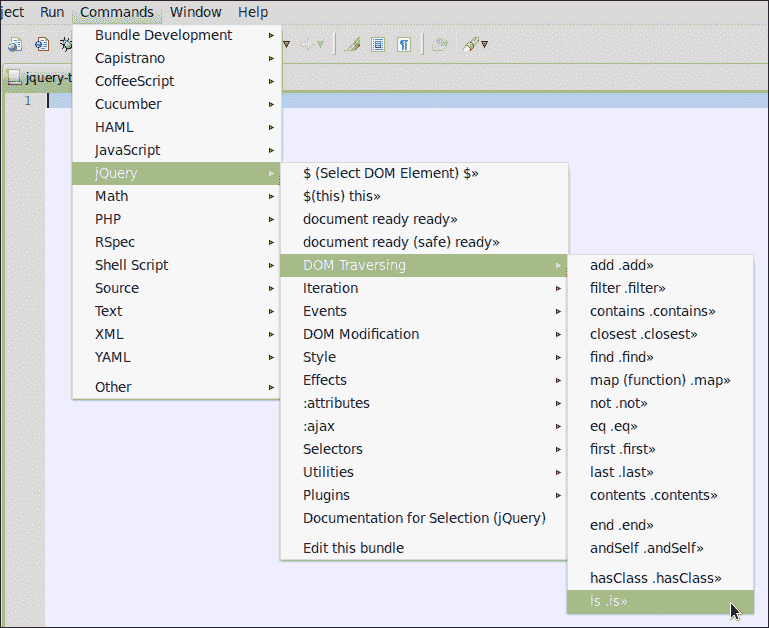 ject Run Commands Window Help
jquery-t
1
Bundle Development
Capistrano
CoffeeScript
Cucumber
HAML
JavaScript
jQuery
Math
PHP
RSpec
Shell Script
Source
Text
XML
YAML
Other
$ (Select DOM Element) $»
$(this) this»
document ready ready»
document ready (safe) ready»
DOM Traversing
Iteration
Events
DOM Modification
Style
Effects
:attributes
:ajax
Selectors
Utilities
Plugins
Documentation for Selection (jQuery)
Edit this bundle
add .add»
filter .filter»
contains .contains»
closest .closest»
find .find»
map (function) .map»
not .not»
eq .eq»
first .first»
last .last»
contents .contents»
end .end»
andSelf .andSelf»
hasClass .hasClass»
is .is»